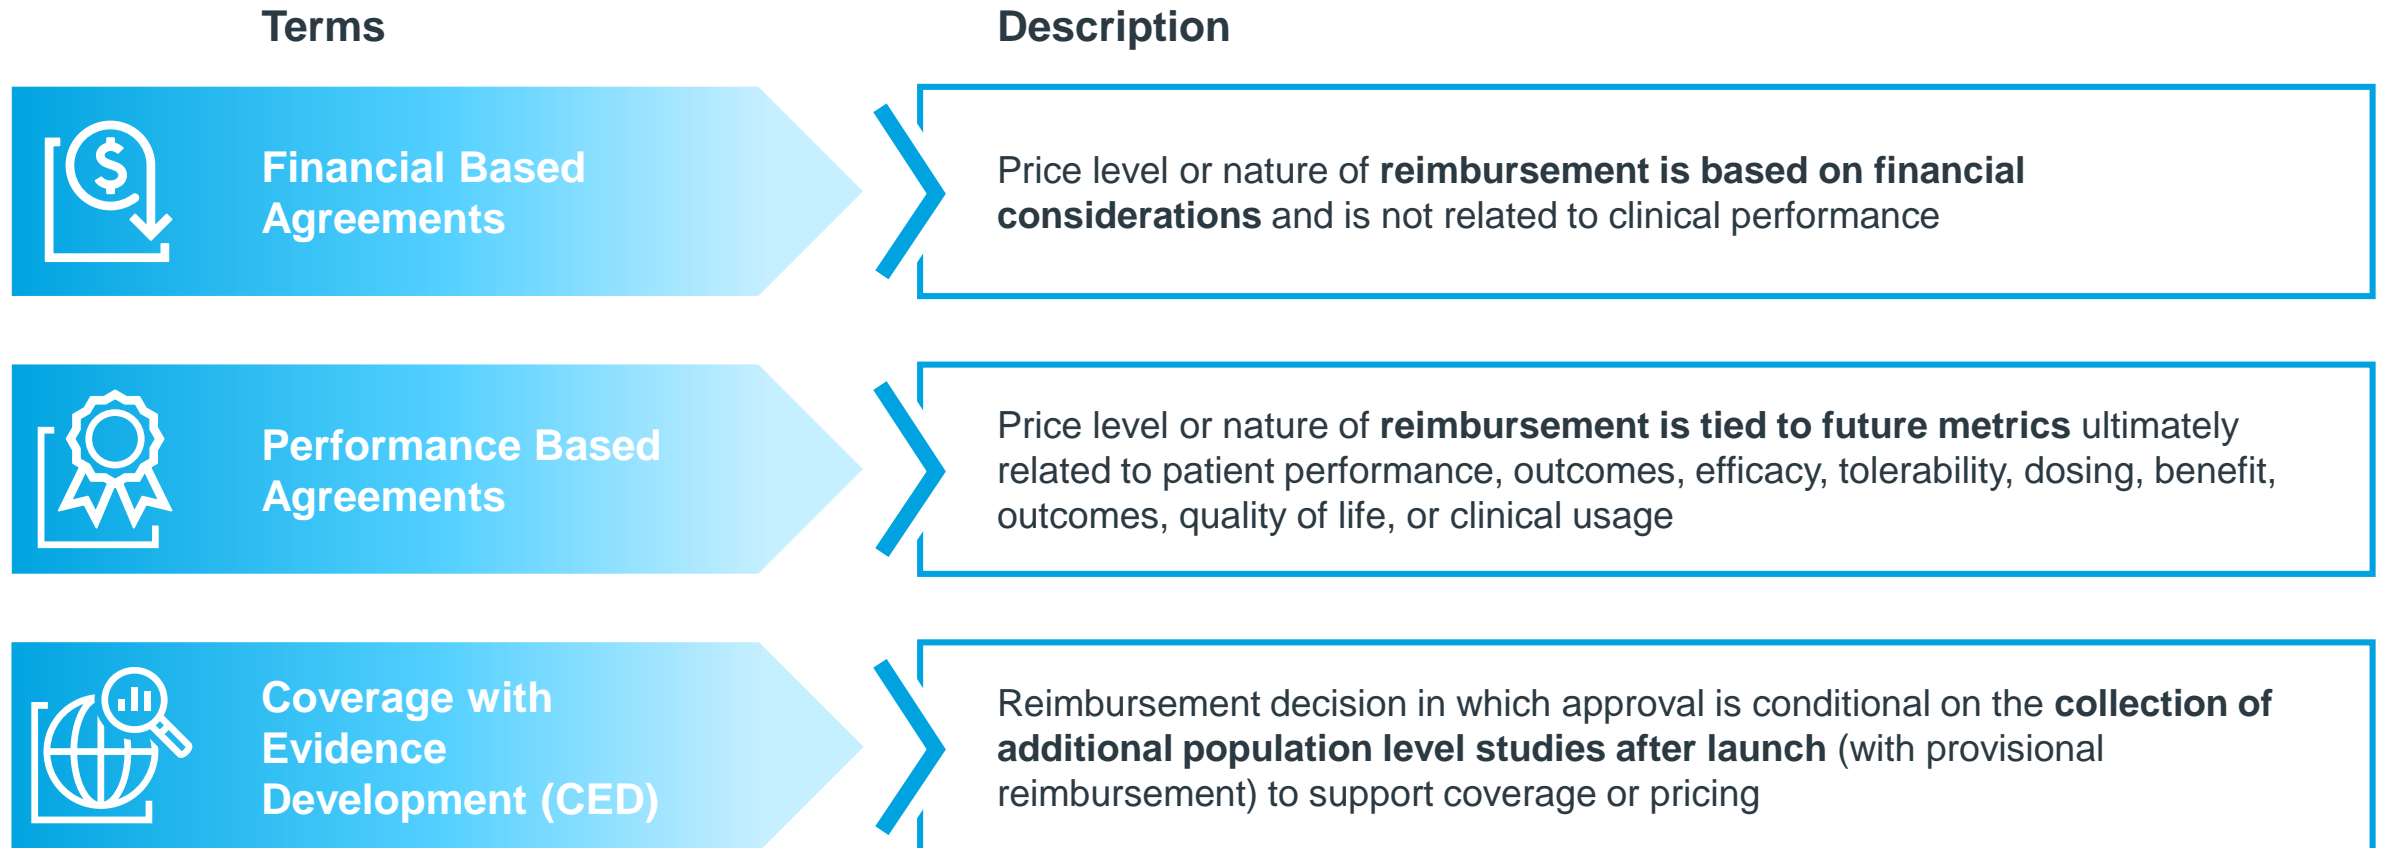 Terms
Description
Financial Based
Agreements
Price level or nature of reimbursement is based on financial
considerations and is not related to clinical performance
Performance Based
Agreements
Price level or nature of reimbursement is tied to future metrics ultimately
related to patient performance, outcomes, efficacy, tolerability, dosing, benefit,
outcomes, quality of life, or clinical usage
Coverage with
Evidence
Development (CED)
Reimbursement decision in which approval is conditional on the collection of
additional population level studies after launch (with provisional
reimbursement) to support coverage or pricing